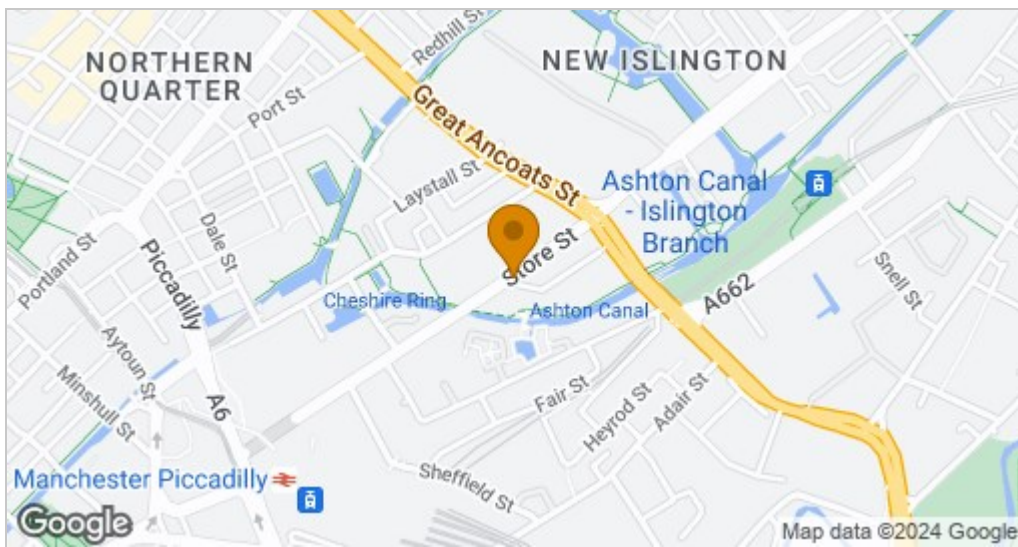 NORTHERN
QUARTER
Port St
Redhill St
NEW ISLINGTON
Great Ancoats St
Laystall St
Ashton Canal
- Islington
Branch
Dale St
Portland St
Piccadilly
Store St
Cheshire Ring
Ashton Canal
A662
Snell St
Aytoun St
Minshull St
A6
Fair St
Heyrod St
Adair St
Manchester Piccadilly
Sheffield St
Google
Map data ©2024 Google